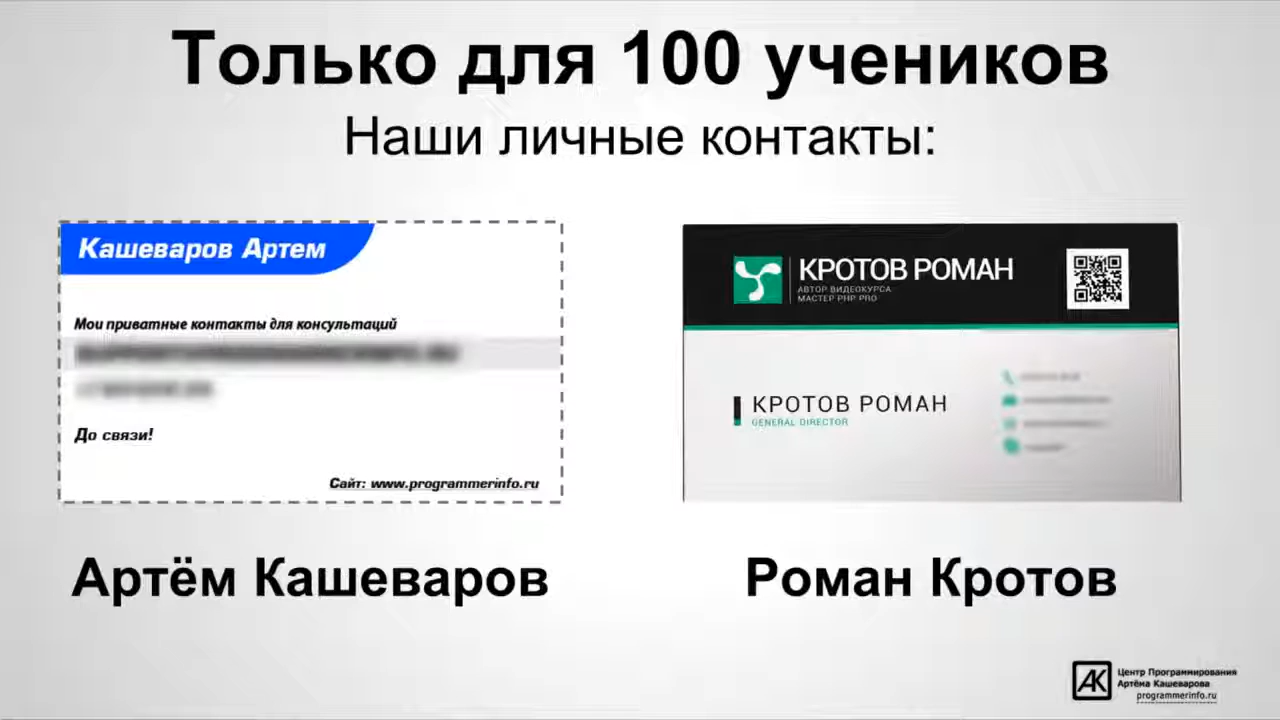 Только для 100 учеников
Наши личные контакты:
Кашеваров Артем
Мои приватные контакты для консультаций
До связи!
Сайт: www.programmerinfo.ru
КРОТОВ РОМАН
АВТОР ВИДЕОКУРСА
МАСТЕР PHP PRO
КРОТОВ РОМАН
GENERAL DIRECTOR
Артём Кашеваров
Роман Кротов
АК
Центр Программирования
Артёма Кашеварова
programmerinfo.ru